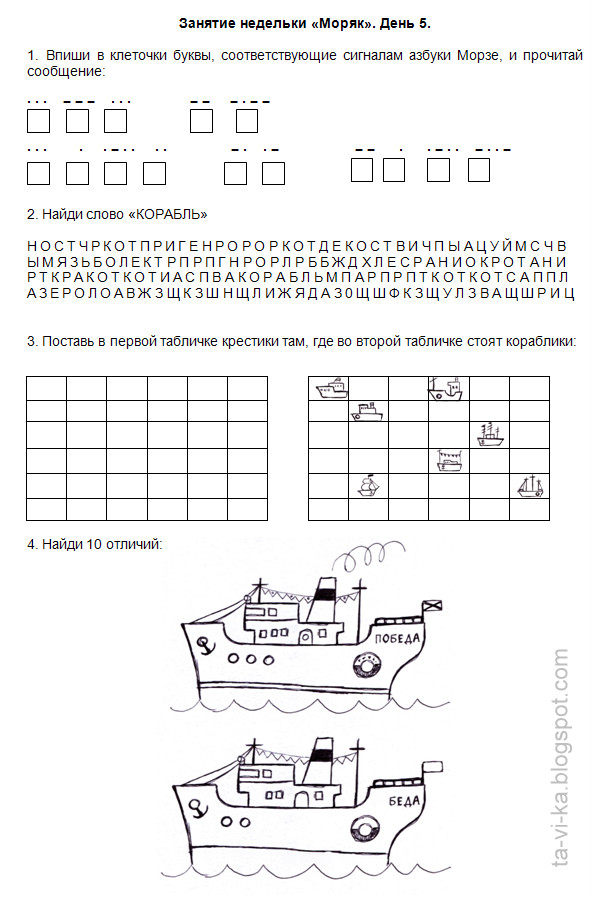 Занятие недельки «Моряк». День 5.
1. Впиши в клеточки буквы, соответствующие сигналам азбуки Морзе, и прочитай
сообщение:
... --- ... -- -.--
... . .-.. .. -. .- -- . .-.. -..-
2. Найди слово «КОРАБЛЬ»
Н О С Т Ч Р К О Т П Р И Г Е Н Р О Р О Р К О Т Д Е К О С Т В И Ч П Ы А Ц У Й М С Ч В
Ы М Я З Ь Б О Л Е К Т Р П Р П Г Н Р О Р Л Р Б Б Ж Д Х Л Е С Р А Н И О К Р О Т А Н И
Р Т К Р А К О Т К О Т И А С П В А К О Р А Б Л Ь М П А Р П Р П Т К О Т К О Т С А П П Л
А З Е Р О Л О А В Ж З Щ К З Ш Н Щ Л И Ж Я Д А З 0 Щ Ш Ф К З Щ У Л З В А Щ Ш Р И Ц
3. Поставь в первой табличке крестики там, где во второй табличке стоят кораблики:
4. Найди 10 отличий:
ПОБЕДА
БЕДА
ta-vi-ka.blogspot.com